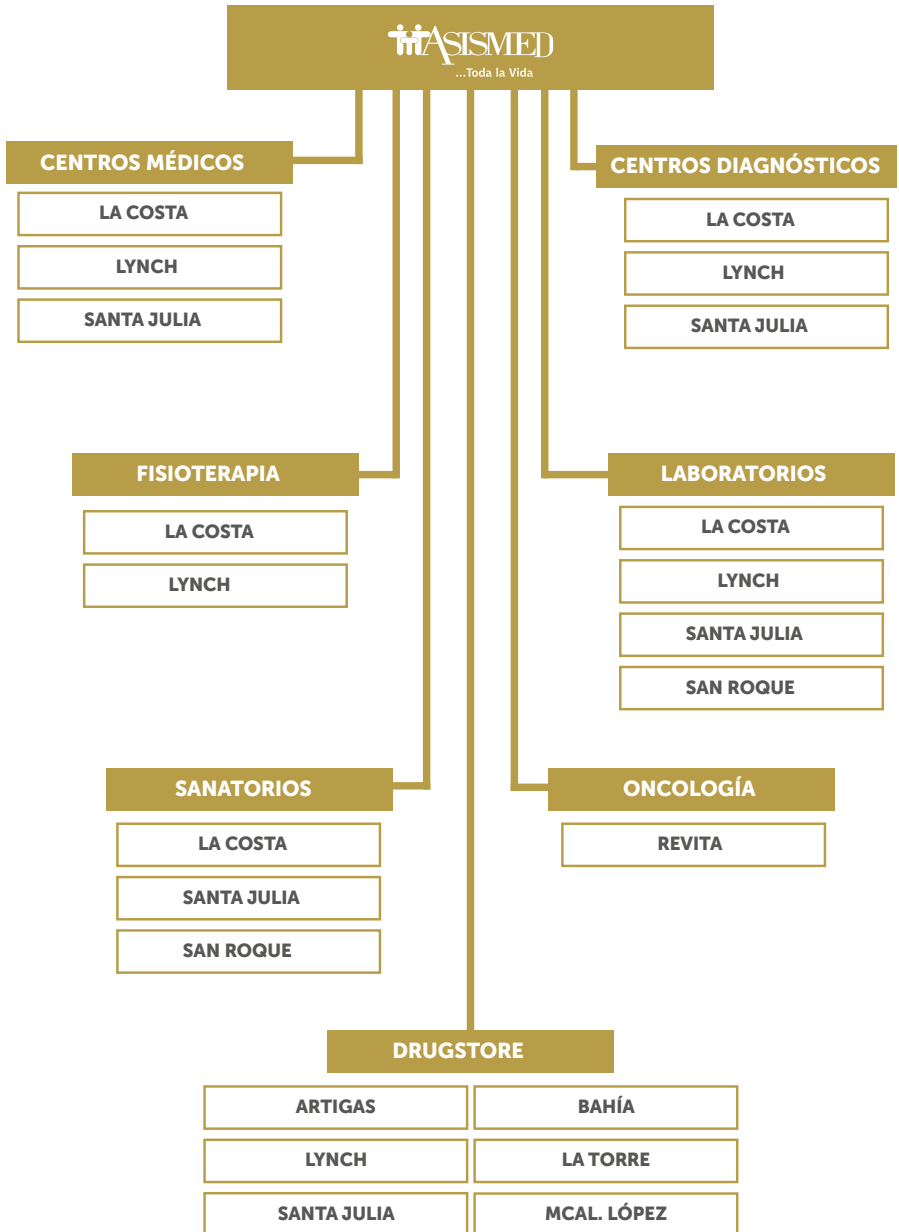 ASISMED
...Toda la Vida
CENTROS MÉDICOS
LA COSTA
LYNCH
SANTA JULIA
CENTROS DIAGNÓSTICOS
LA COSTA
LYNCH
SANTA JULIA
FISIOTERAPIA
LA COSTA
LYNCH
LABORATORIOS
LA COSTA
LYNCH
SANTA JULIA
SAN ROQUE
SANATORIOS
LA COSTA
SANTA JULIA
SAN ROQUE
ONCOLOGÍA
REVITA
DRUGSTORE
ARTIGAS
BAHÍA
LYNCH
LA TORRE
SANTA JULIA
MCAL. LÓPEZ